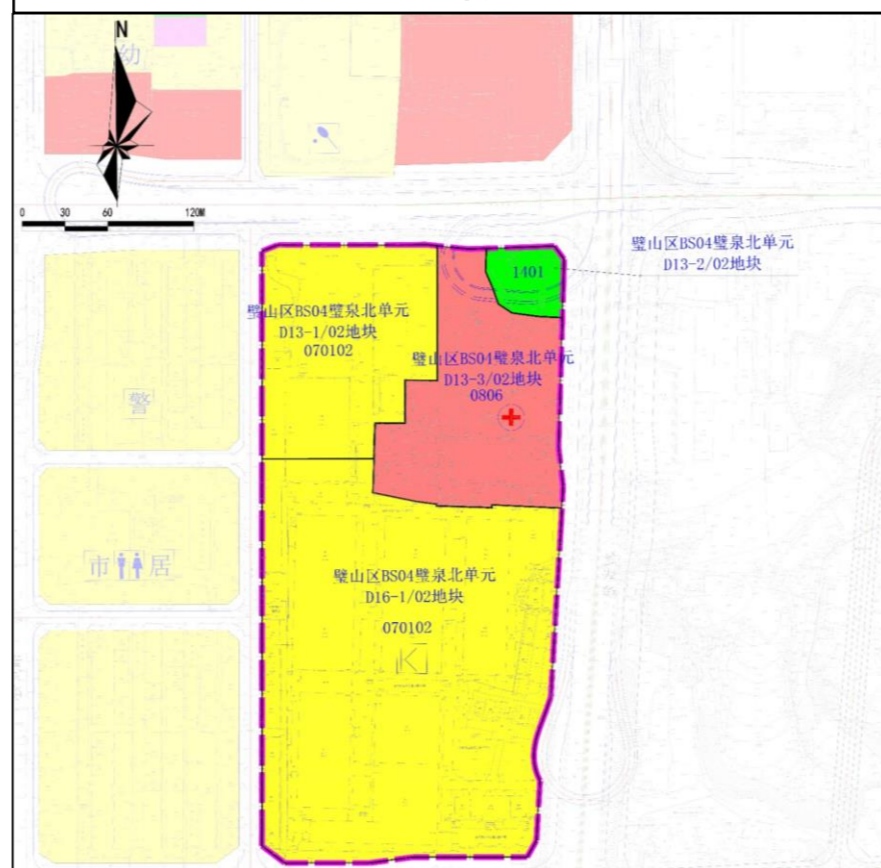 N
幼
0 30 60 120M
璧山区BS04璧泉北单元
D13-2/02地块
1401
璧山区BS04璧泉北单元
D13-1/02地块
070102
璧山区BS04璧泉北单元
D13-3/02地块
0806
警
市 居
璧山区BS04璧泉北单元
D16-1/02地块
070102
K